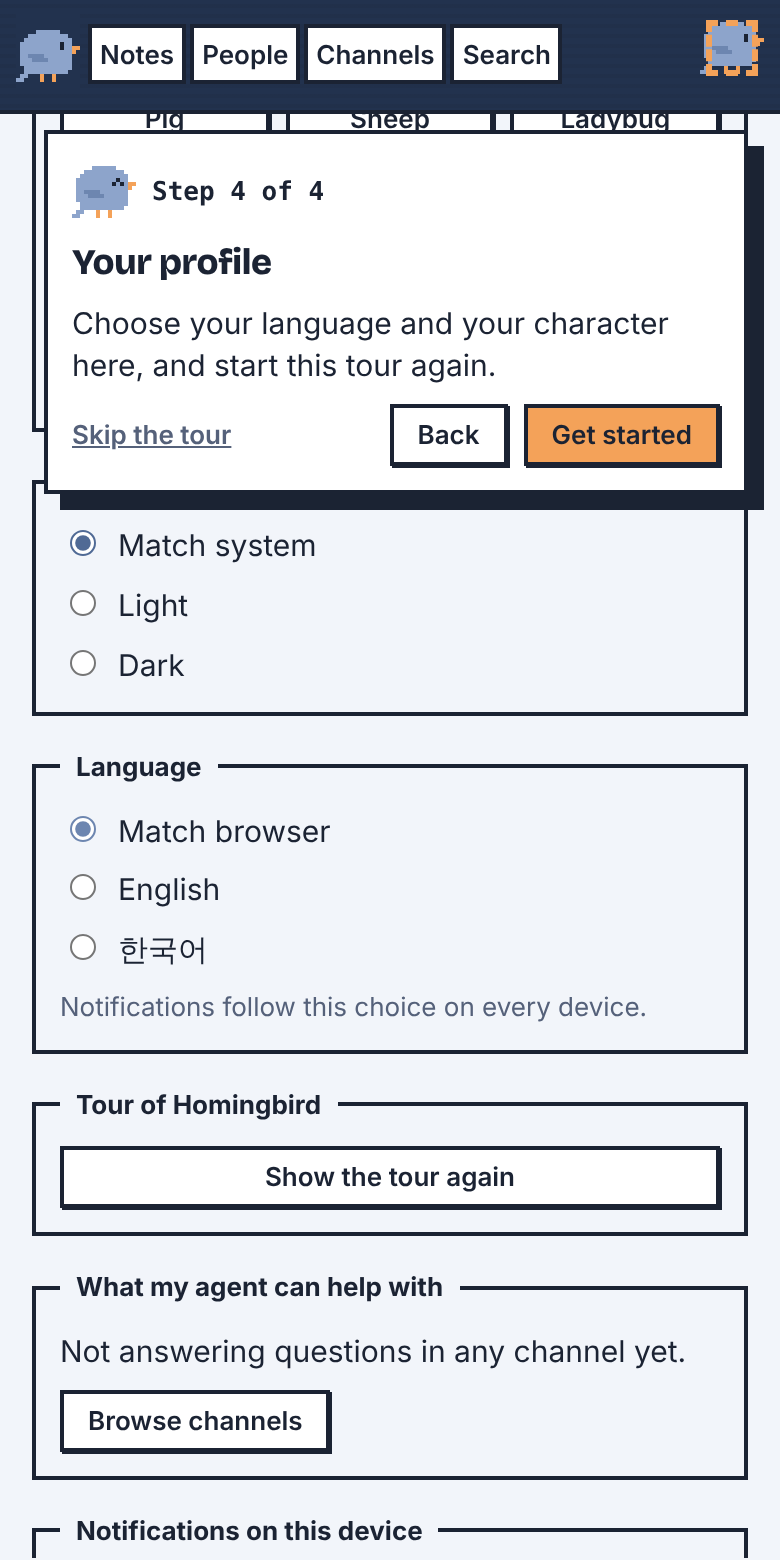 Notes People Channels Search
Pig Sheep Ladybug
Step 4 of 4
Your profile
Choose your language and your character
here, and start this tour again.
Skip the tour Back Get started
Match system
Light
Dark
Language
Match browser
English
한국어
Notifications follow this choice on every device.
Tour of Homingbird
Show the tour again
What my agent can help with
Not answering questions in any channel yet.
Browse channels
Notifications on this device